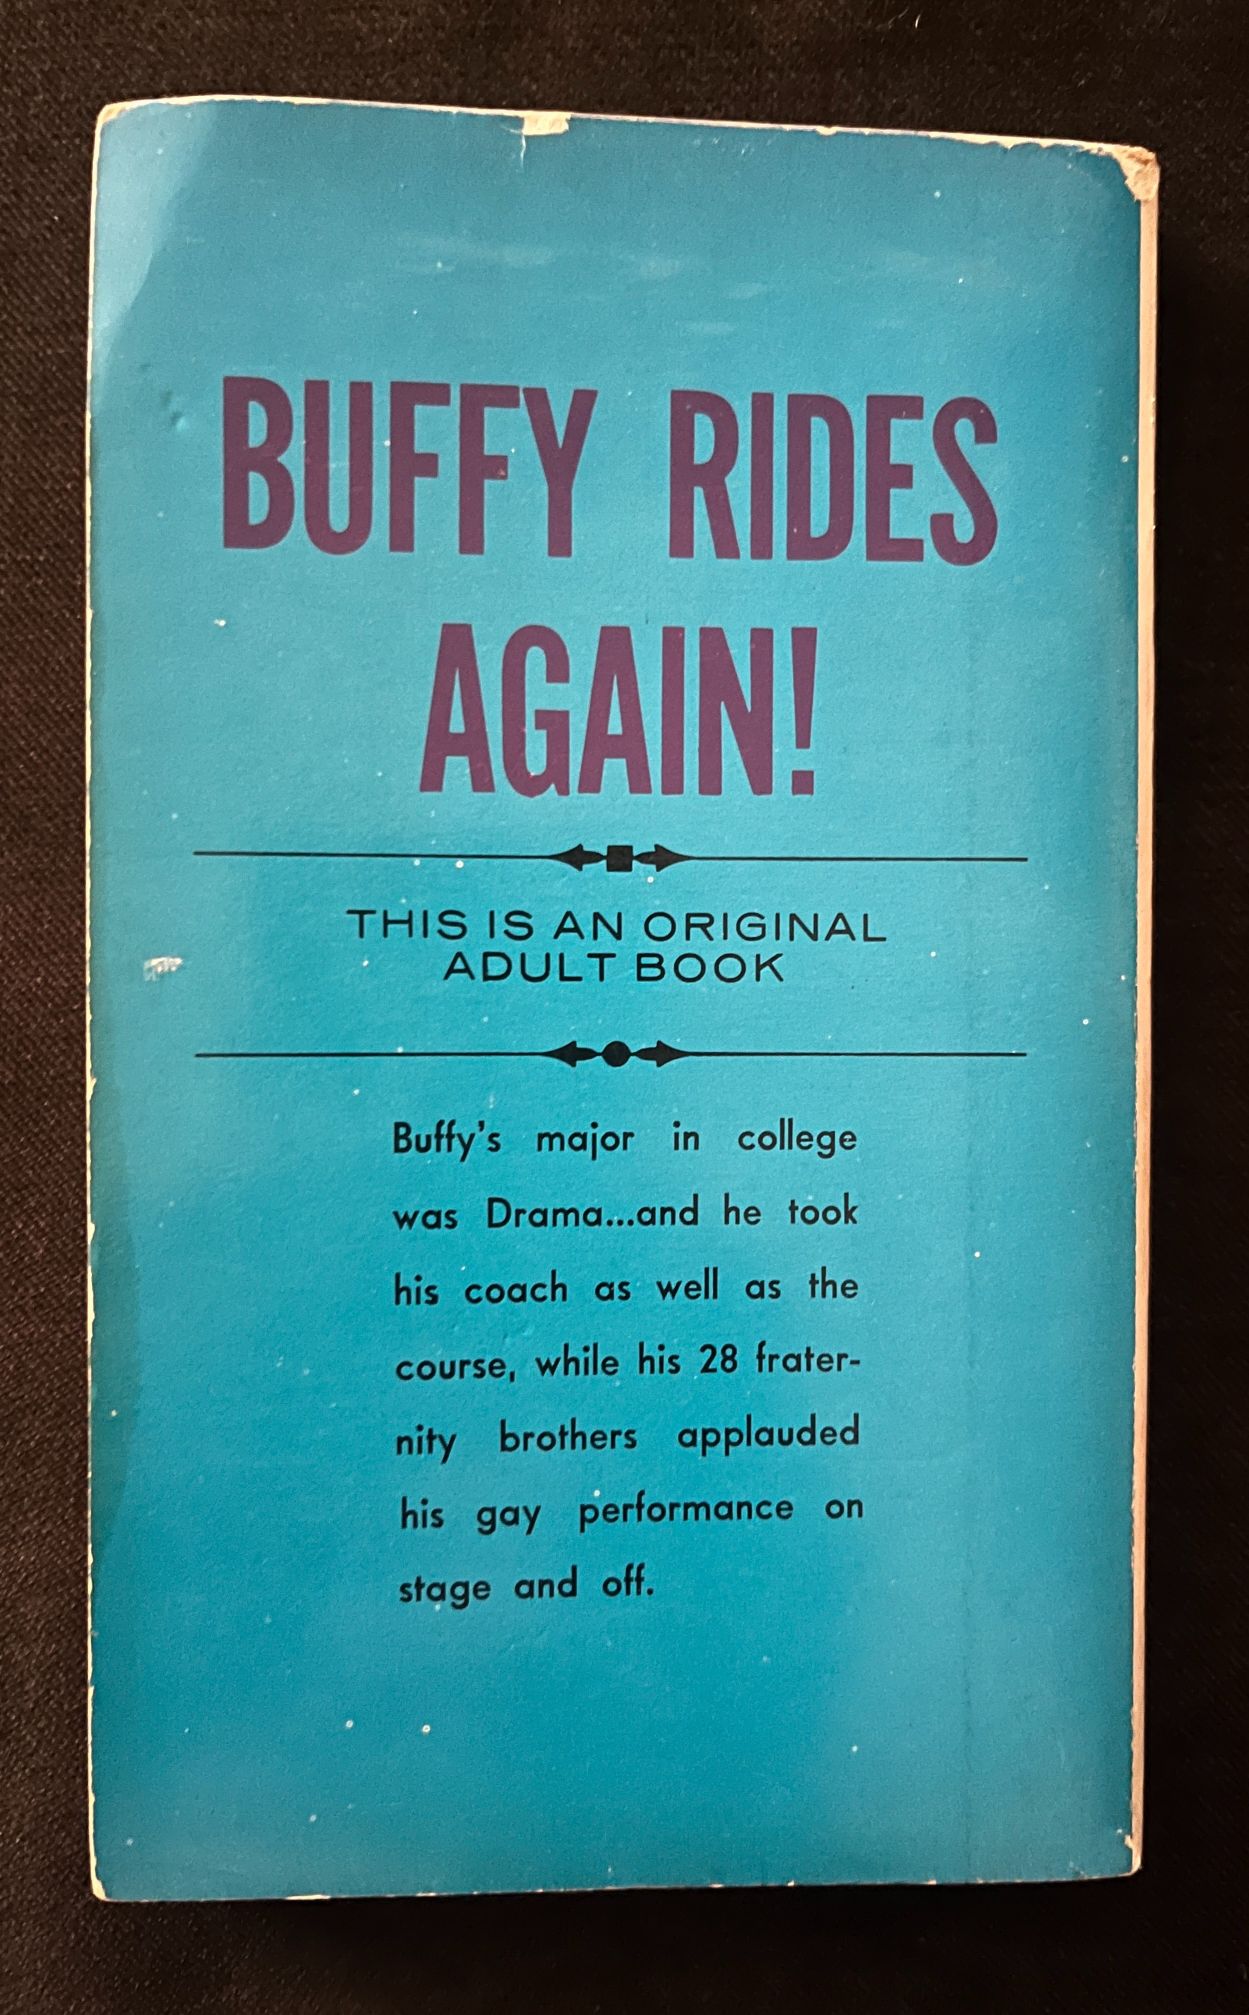 BUFFY RIDES
AGAIN!
THIS IS AN ORIGINAL
ADULT BOOK
Buffy's major in college
was Drama...and he took
his coach as well as the
course, while his 28 frater-
nity brothers applauded
his gay performance on
stage and off.